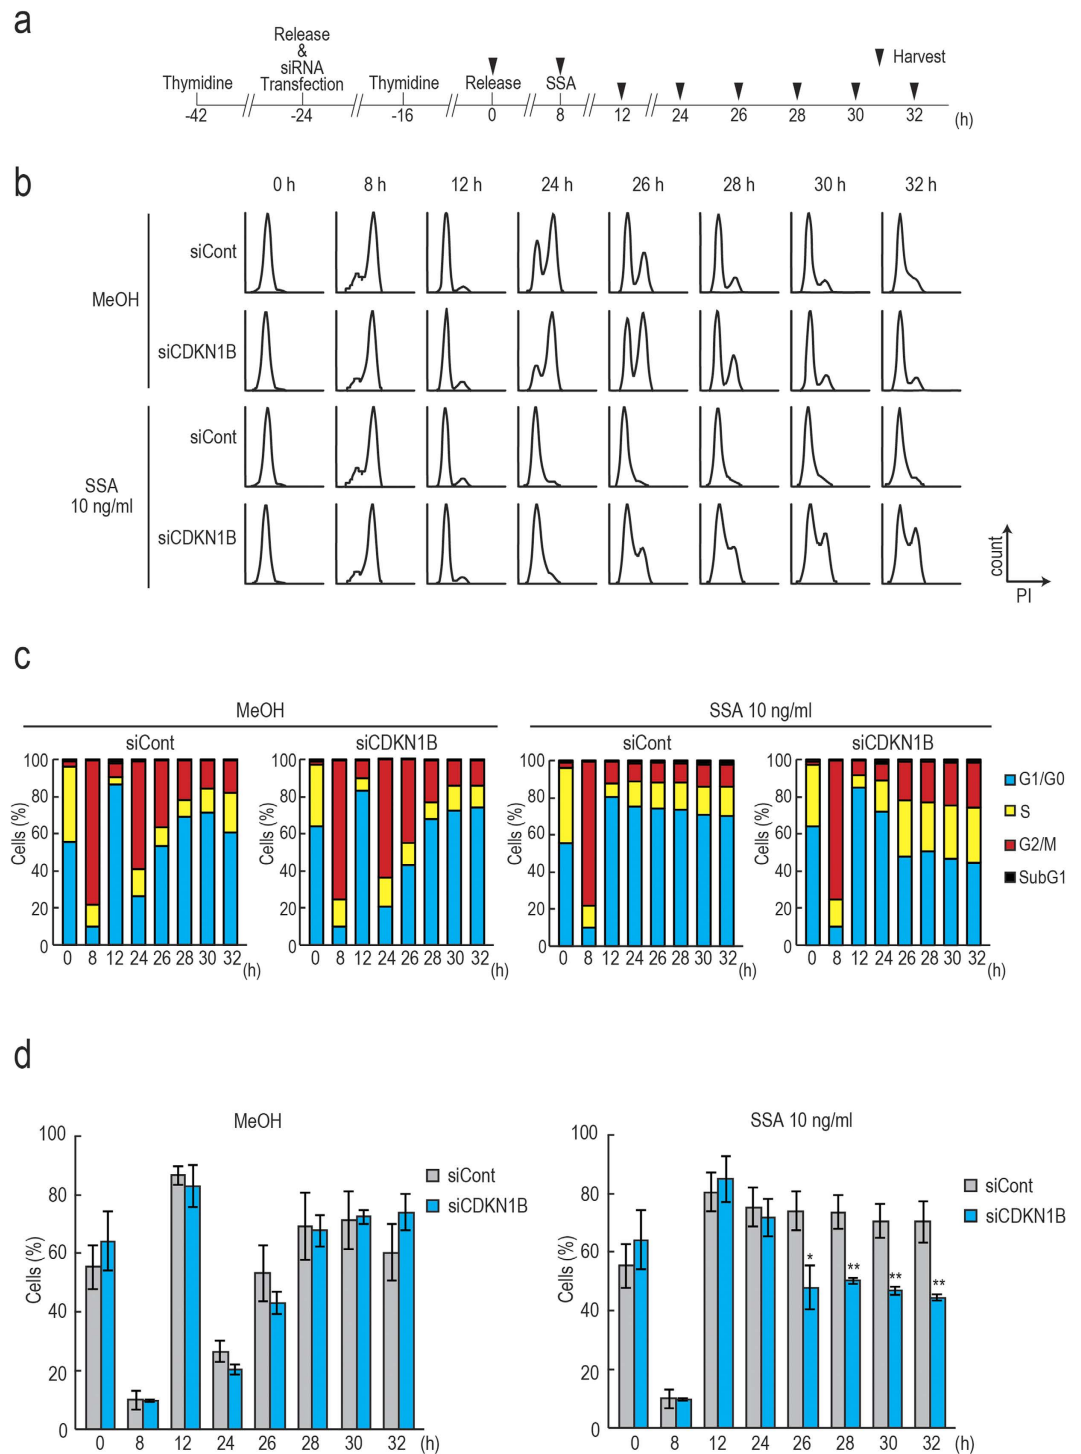 a
Release
&
siRNA
Transfection
Thymidine
Thymidine
Release
SSA
Harvest
-42 -24 -16 0 8 12 24 26 28 30 32 (h)
b
0 h 8 h 12 h 24 h 26 h 28 h 30 h 32 h
siCont
MeOH
siCDKN1B
siCont
SSA
10 ng/ml
siCDKN1B
count
PI
c
MeOH
SSA 10 ng/ml
siCont
siCDKN1B
siCont
siCDKN1B
Cells (%)
100
80
60
40
20
0
0 8 12 24 26 28 30 32 (h)
Cells (%)
100
80
60
40
20
0
0 8 12 24 26 28 30 32 (h)
Cells (%)
100
80
60
40
20
0
0 8 12 24 26 28 30 32 (h)
Cells (%)
100
80
60
40
20
0
0 8 12 24 26 28 30 32 (h)
G1/G0
S
G2/M
SubG1
d
MeOH
Cells (%)
100
80
60
40
20
0
0 8 12 24 26 28 30 32 (h)
siCont
siCDKN1B
SSA 10 ng/ml
Cells (%)
100
80
60
40
20
0
0 8 12 24 26 28 30 32 (h)
* ** ** **
siCont
siCDKN1B